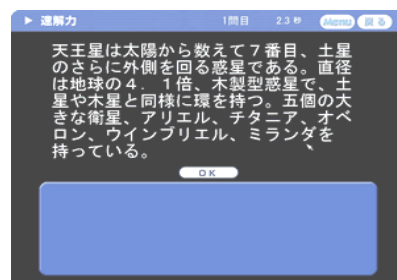 ▶ 速解力 1問目 2.3秒 Menu 戻る
天王星は太陽から数えて7番目、土星
のさらに外側を回る惑星である。直径
は地球の4．1倍、木製型惑星で、土
星や木星と同様に環を持つ。五個の大
きな衛星、アリエル、チタニア、オベ
ロン、ウインブリエル、ミランダを
持っている。
OK